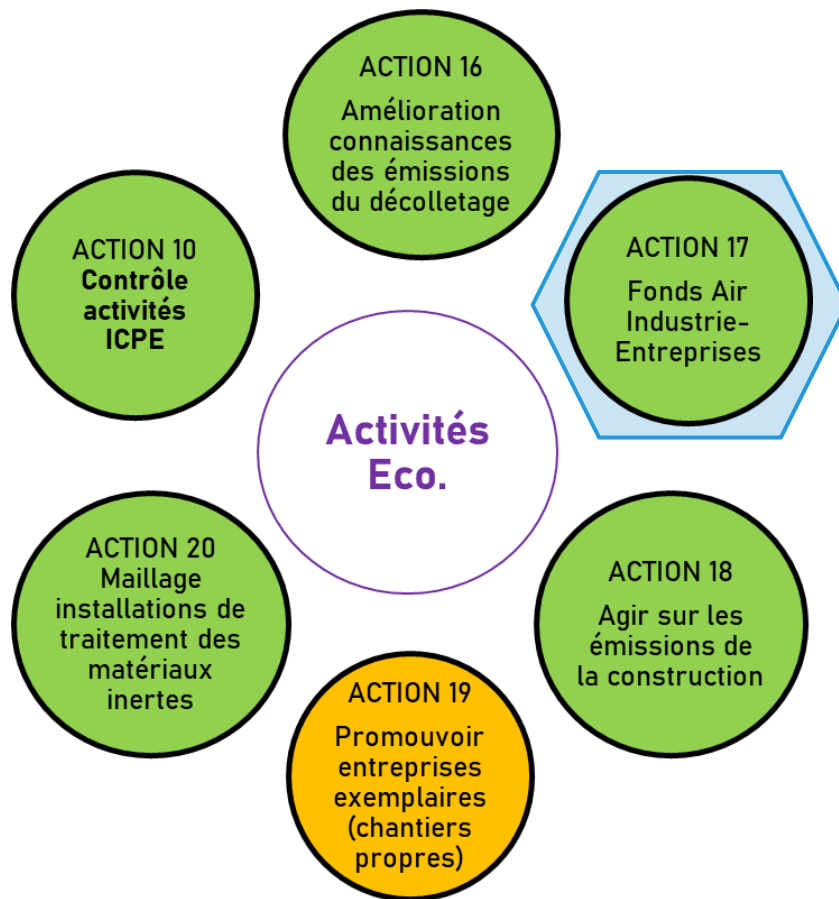 ACTION 16
Amélioration
connaissances
des émissions
du décolletage
ACTION 10
Contrôle
activités
ICPE
ACTION 17
Fonds Air
Industrie-
Entreprises
Activités
Eco.
ACTION 20
Maillage
installations de
traitement des
matériaux
inertes
ACTION 18
Agir sur les
émissions de
la construction
ACTION 19
Promouvoir
entreprises
exemplaires
(chantiers
propres)